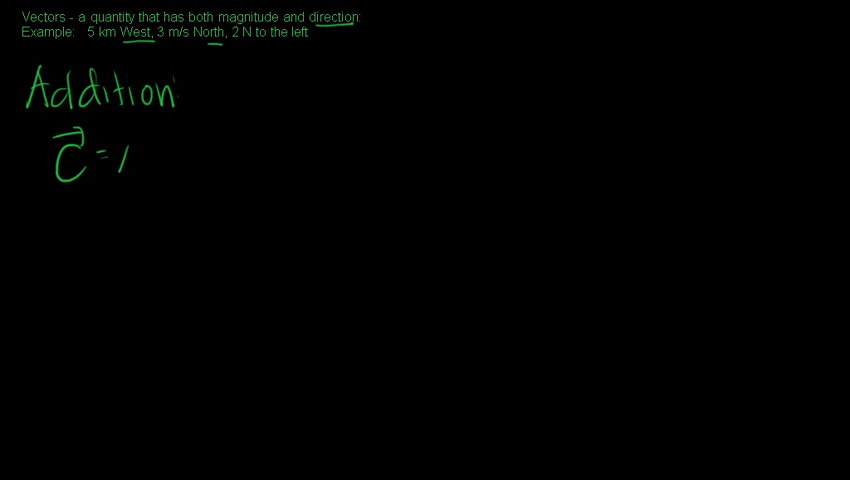 Vectors - a quantity that has both magnitude and direction:
Example: 5 km West, 3 m/s North, 2 N to the left
Addition
C⃗ =